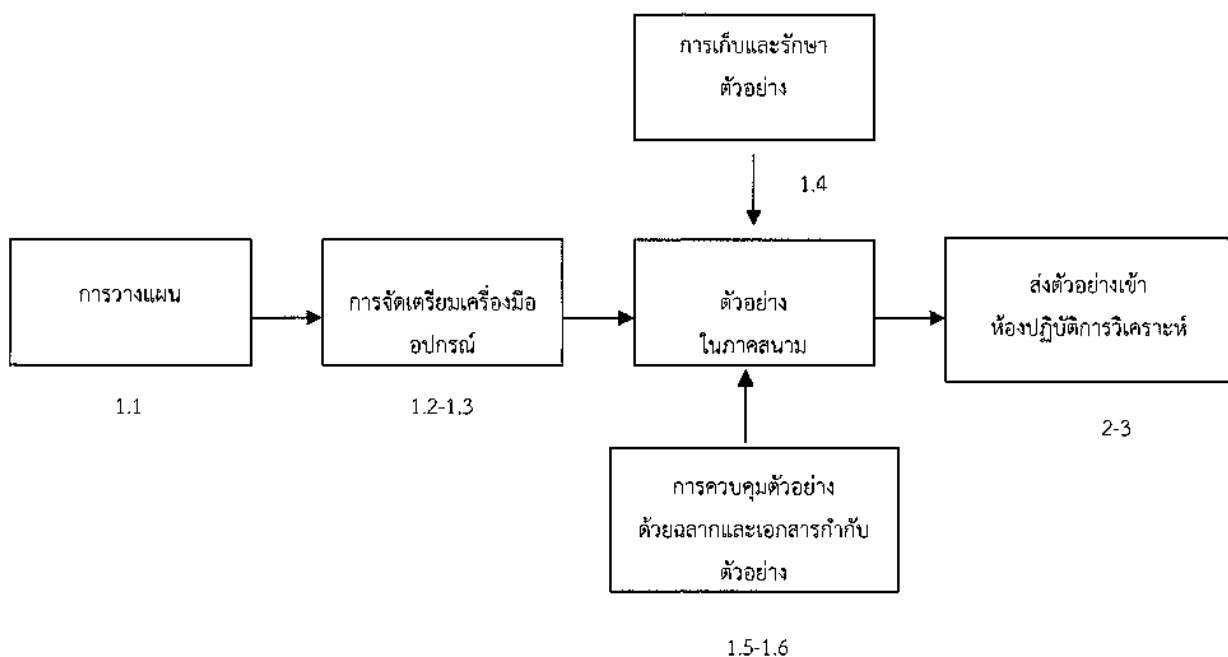 การเก็บและรักษา
ตัวอย่าง
1.4
การวางแผน
1.1
การจัดเตรียมเครื่องมือ
อุปกรณ์
1.2-1.3
ตัวอย่าง
ในภาคสนาม
ส่งตัวอย่างเข้า
ห้องปฏิบัติการวิเคราะห์
2-3
การควบคุมตัวอย่าง
ด้วยฉลากและเอกสารกำกับ
ตัวอย่าง
1.5-1.6